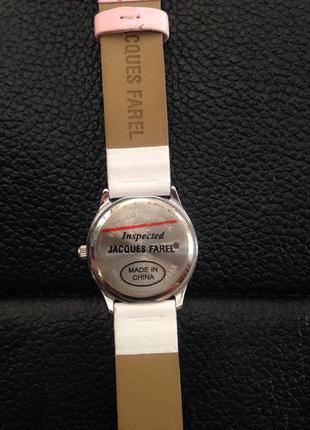 JACQUES FAREL
Inspected
JACQUES FAREL®
MADE IN
CHINA